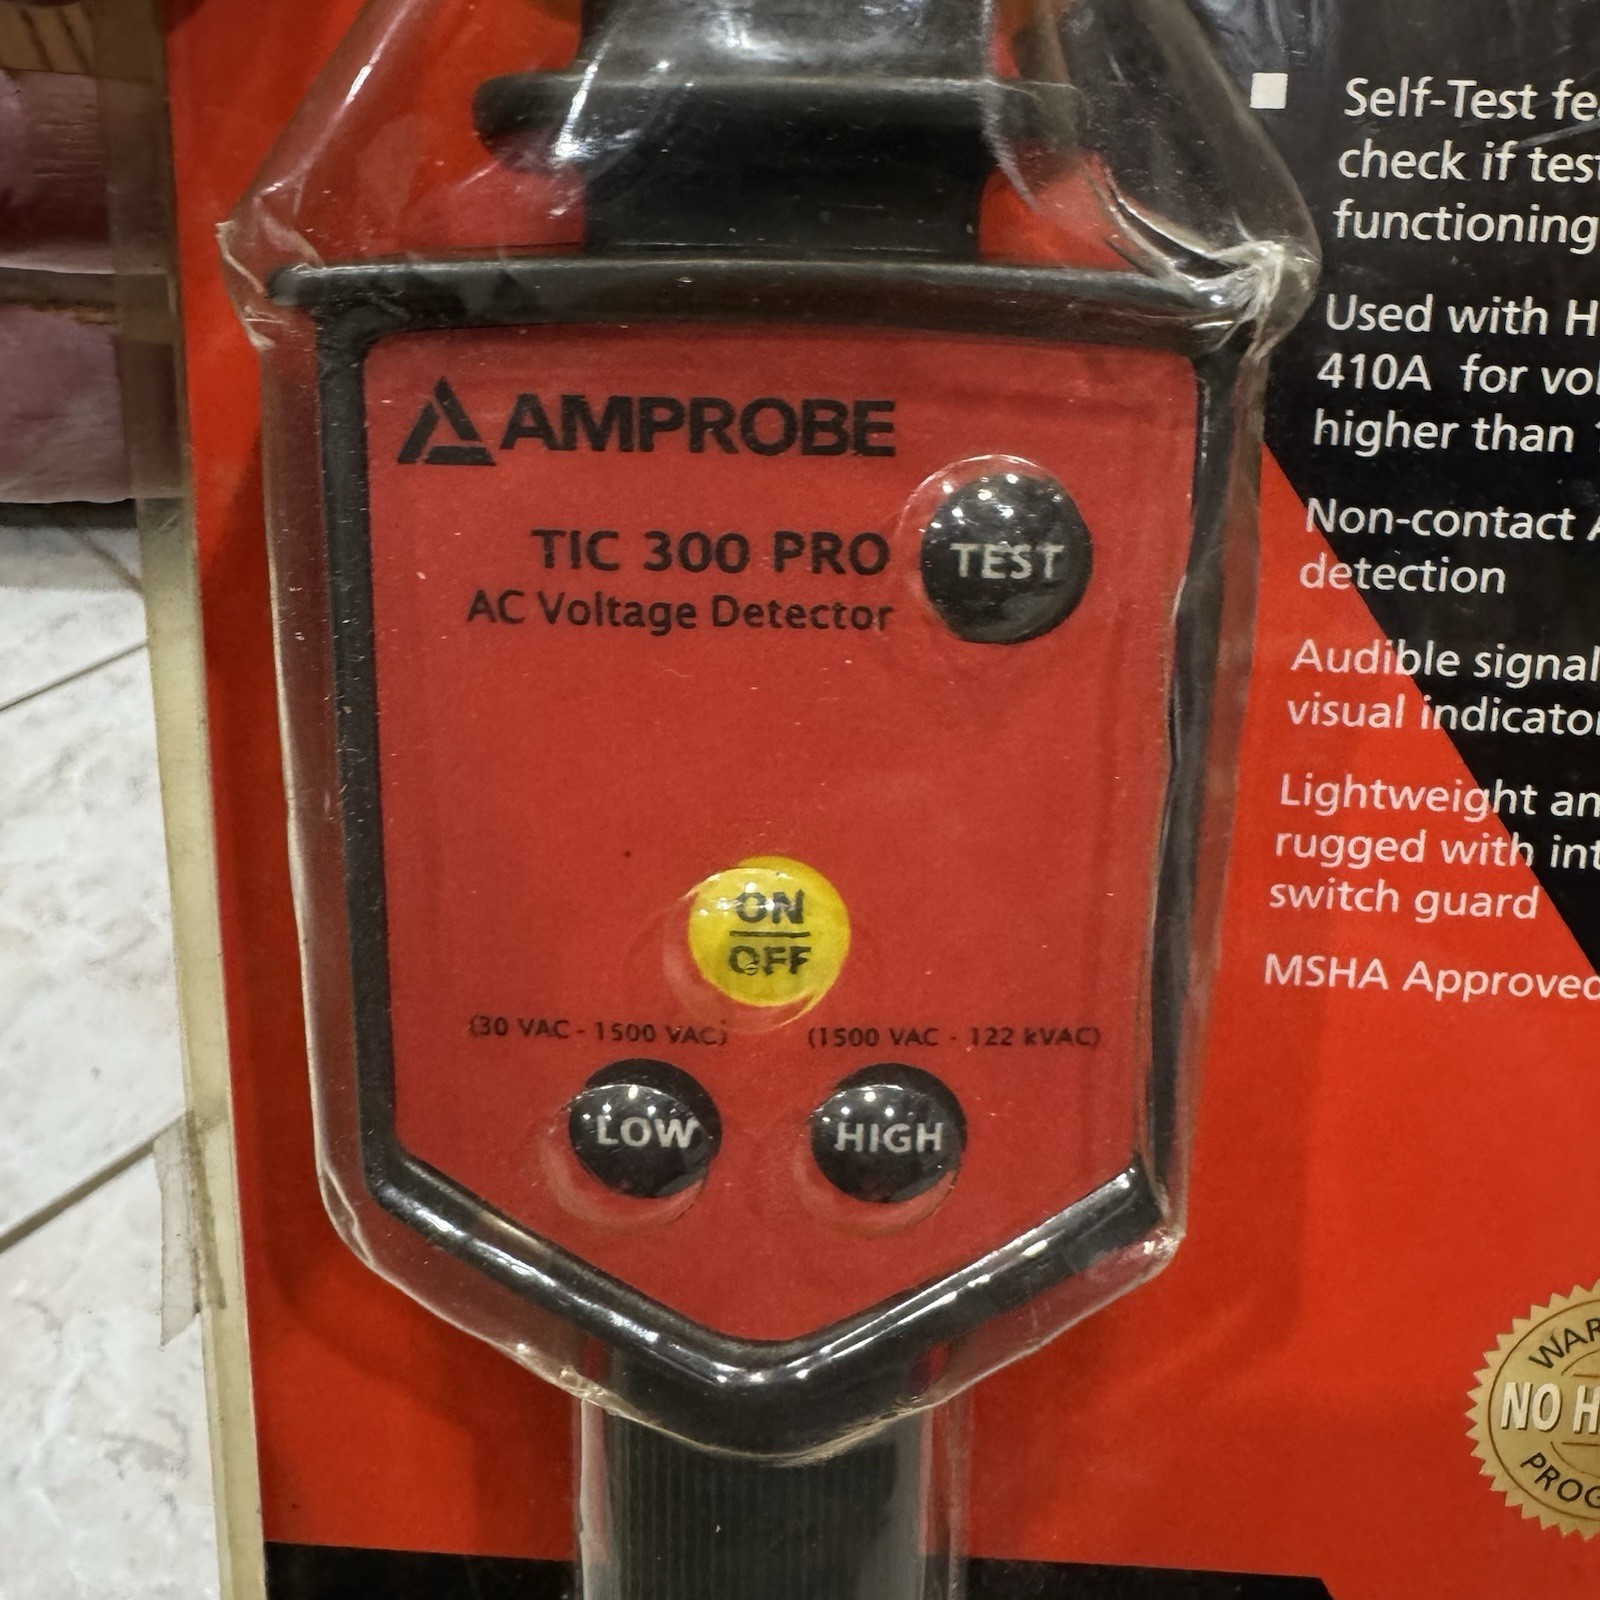 AMPROBE
TIC 300 PRO
AC Voltage Detector
TEST
ON
OFF
(30 VAC - 1500 VAC)
(1500 VAC - 122 kVAC)
LOW
HIGH
Self-Test
check if
functioning
Used with
410A for
higher than
Non-contact
detection
Audible signal
visual
Lightweight
rugged with
switch guard
MSHA Approved
NO